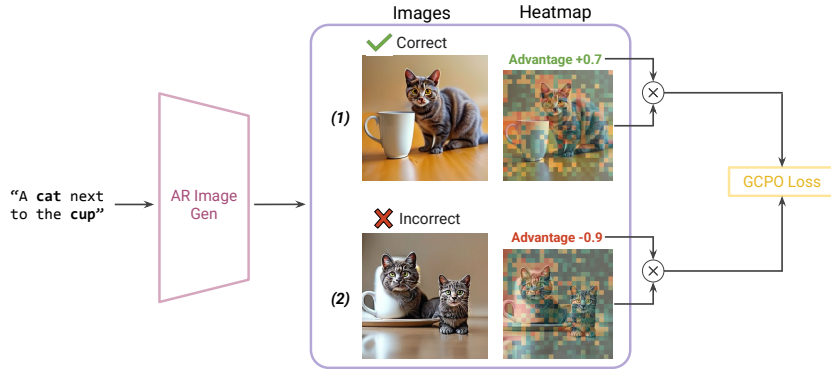 Images
Heatmap
Correct
Advantage +0.7
(1)
"A cat next
to the cup"
AR Image
Gen
GCPO Loss
Incorrect
Advantage -0.9
(2)